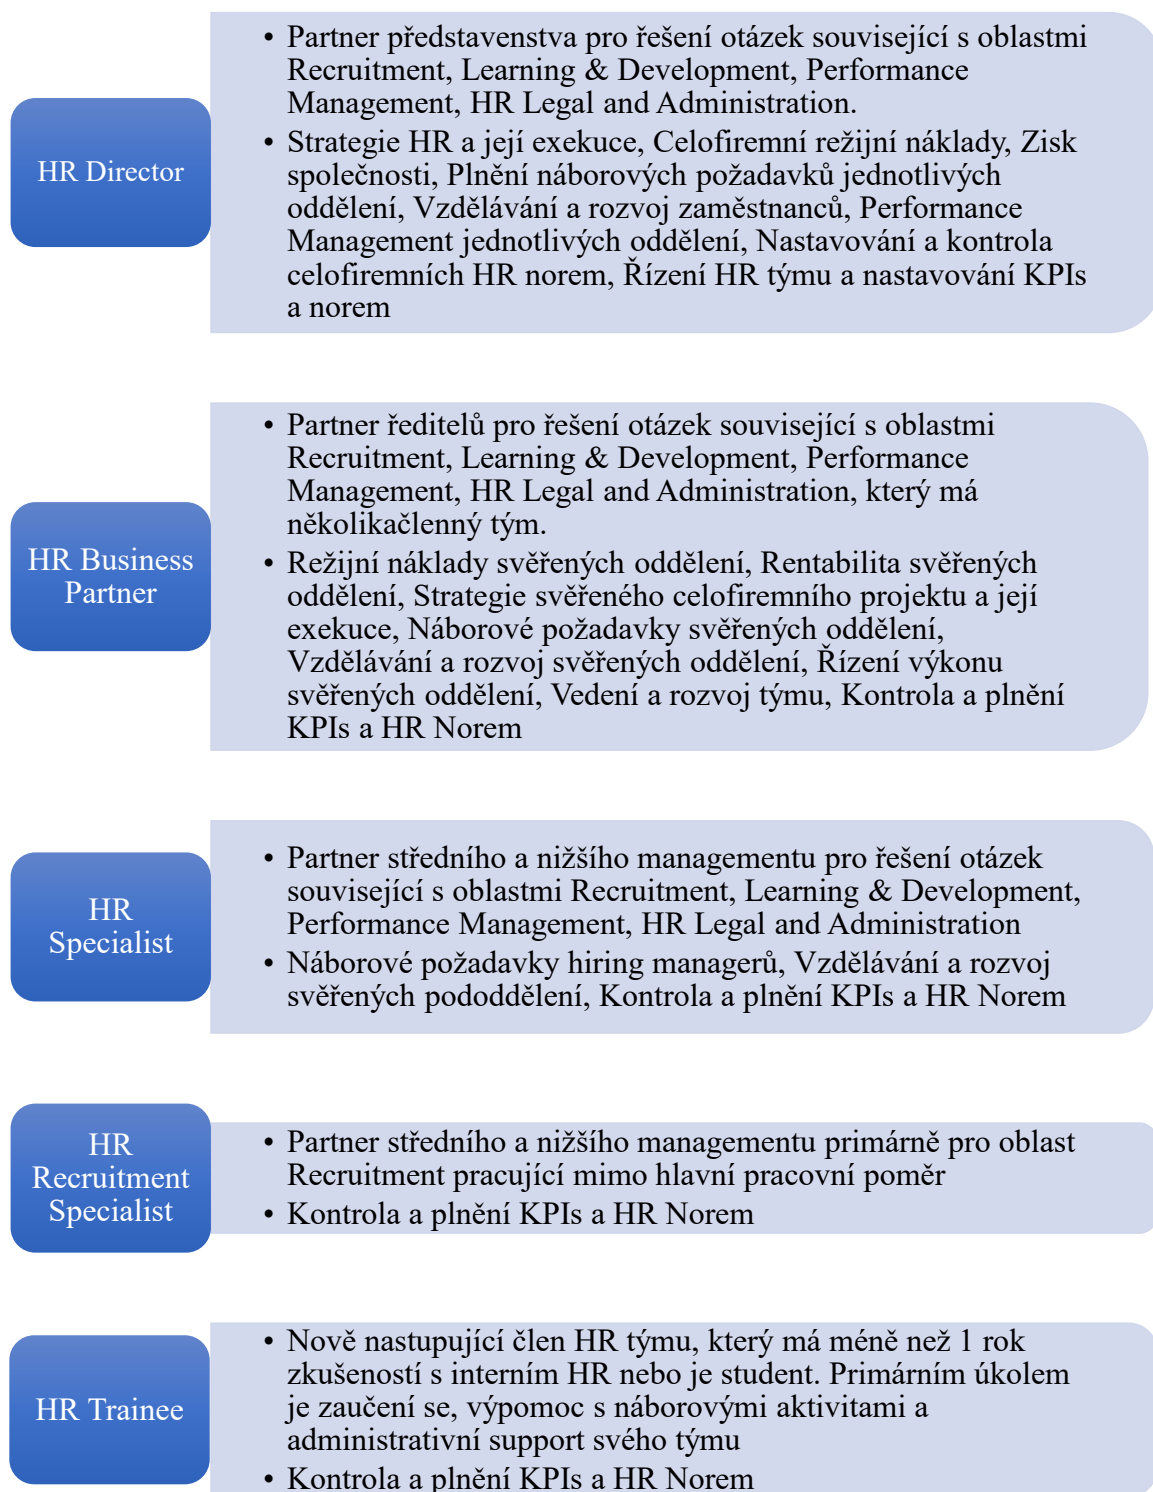 HR Director
• Partner představenstva pro řešení otázek související s oblastmi
Recruitment, Learning & Development, Performance
Management, HR Legal and Administration.
• Strategie HR a její exekuce, Celofiremní režijní náklady, Zisk
společnosti, Plnění náborových požadavků jednotlivých
oddělení, Vzdělávání a rozvoj zaměstnanců, Performance
Management jednotlivých oddělení, Nastavování a kontrola
celofiremních HR norem, Řízení HR týmu a nastavování KPIs
a norem
HR Business
Partner
• Partner ředitelů pro řešení otázek související s oblastmi
Recruitment, Learning & Development, Performance
Management, HR Legal and Administration, který má
několikačlenný tým.
• Režijní náklady svěřených oddělení, Rentabilita svěřených
oddělení, Strategie svěřeného celofiremního projektu a její
exekuce, Náborové požadavky svěřených oddělení,
Vzdělávání a rozvoj svěřených oddělení, Řízení výkonu
svěřených oddělení, Vedení a rozvoj týmu, Kontrola a plnění
KPIs a HR Norem
HR
Specialist
• Partner středního a nižšího managementu pro řešení otázek
související s oblastmi Recruitment, Learning & Development,
Performance Management, HR Legal and Administration
• Náborové požadavky hiring managerů, Vzdělávání a rozvoj
svěřených pododdělení, Kontrola a plnění KPIs a HR Norem
HR
Recruitment
Specialist
• Partner středního a nižšího managementu primárně pro oblast
Recruitment pracující mimo hlavní pracovní poměr
• Kontrola a plnění KPIs a HR Norem
HR Trainee
• Nově nastupující člen HR týmu, který má méně než 1 rok
zkušeností s interním HR nebo je student. Primárním úkolem
je zaučení se, výpomoc s náborovými aktivitami a
administrativní support svého týmu
• Kontrola a plnění KPIs a HR Norem